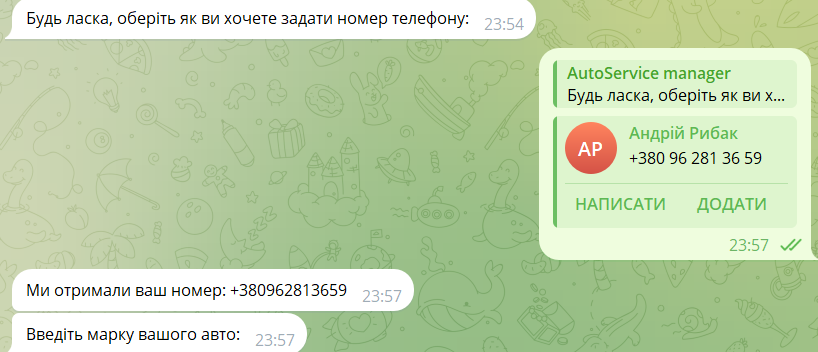 Будь ласка, оберіть як ви хочете задати номер телефону: 23:54
AutoService manager
Будь ласка, оберіть як ви х...
АР
Андрій Рибак
+380 96 281 36 59
НАПИСАТИ ДОДАТИ
23:57
Ми отримали ваш номер: +380962813659 23:57
Введіть марку вашого авто: 23:57